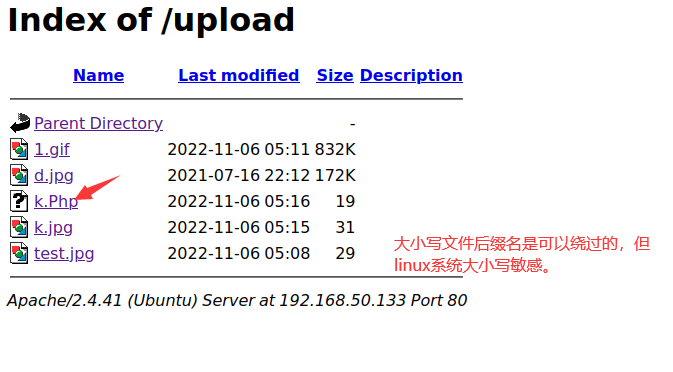 Index of /upload
Name Last modified Size Description
Parent Directory -
1.gif 2022-11-06 05:11 832K
d.jpg 2021-07-16 22:12 172K
k.Php 2022-11-06 05:16 19
k.jpg 2022-11-06 05:15 31
test.jpg 2022-11-06 05:08 29
大小写文件后缀名是可以绕过的，但
linux系统大小写敏感。
Apache/2.4.41 (Ubuntu) Server at 192.168.50.133 Port 80